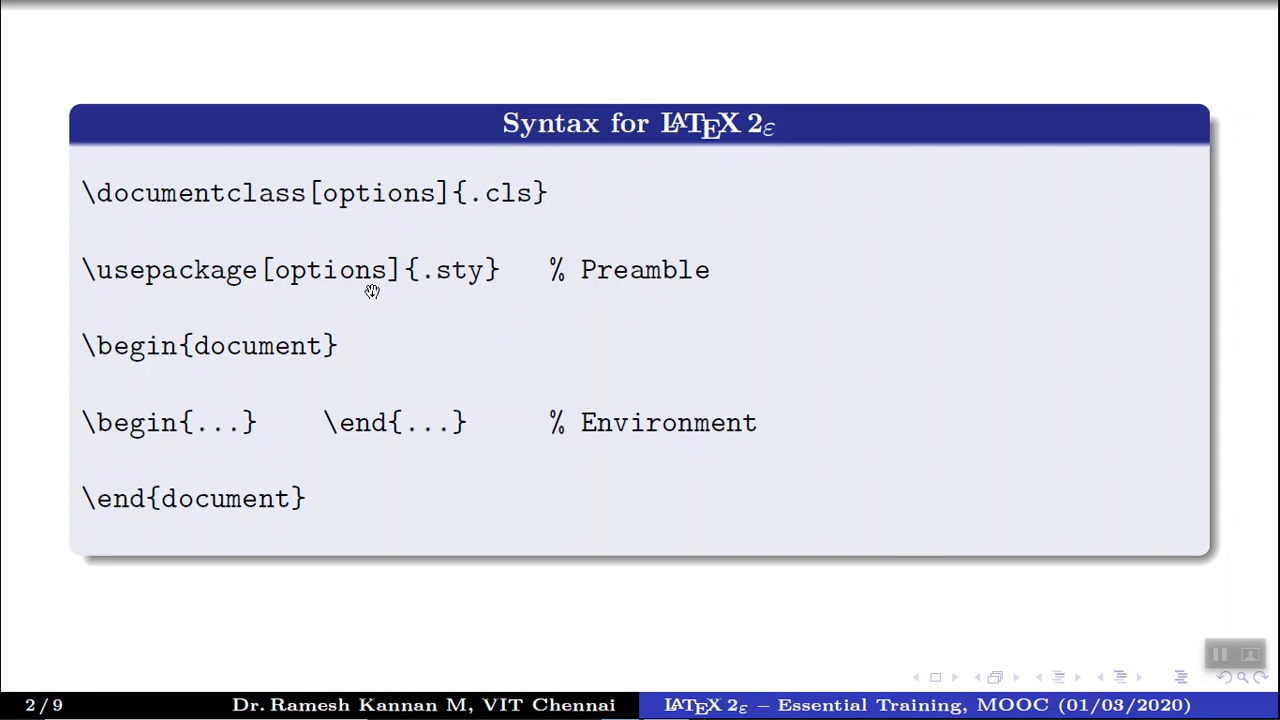 Syntax for LATEX 2ε
\documentclass[options]{.cls}
\usepackage[options]{.sty} % Preamble
\begin{document}
\begin{...} \end{...} % Environment
\end{document}
2 / 9 Dr. Ramesh Kannan M, VIT Chennai LATEX 2ε – Essential Training, MOOC (01/03/2020)